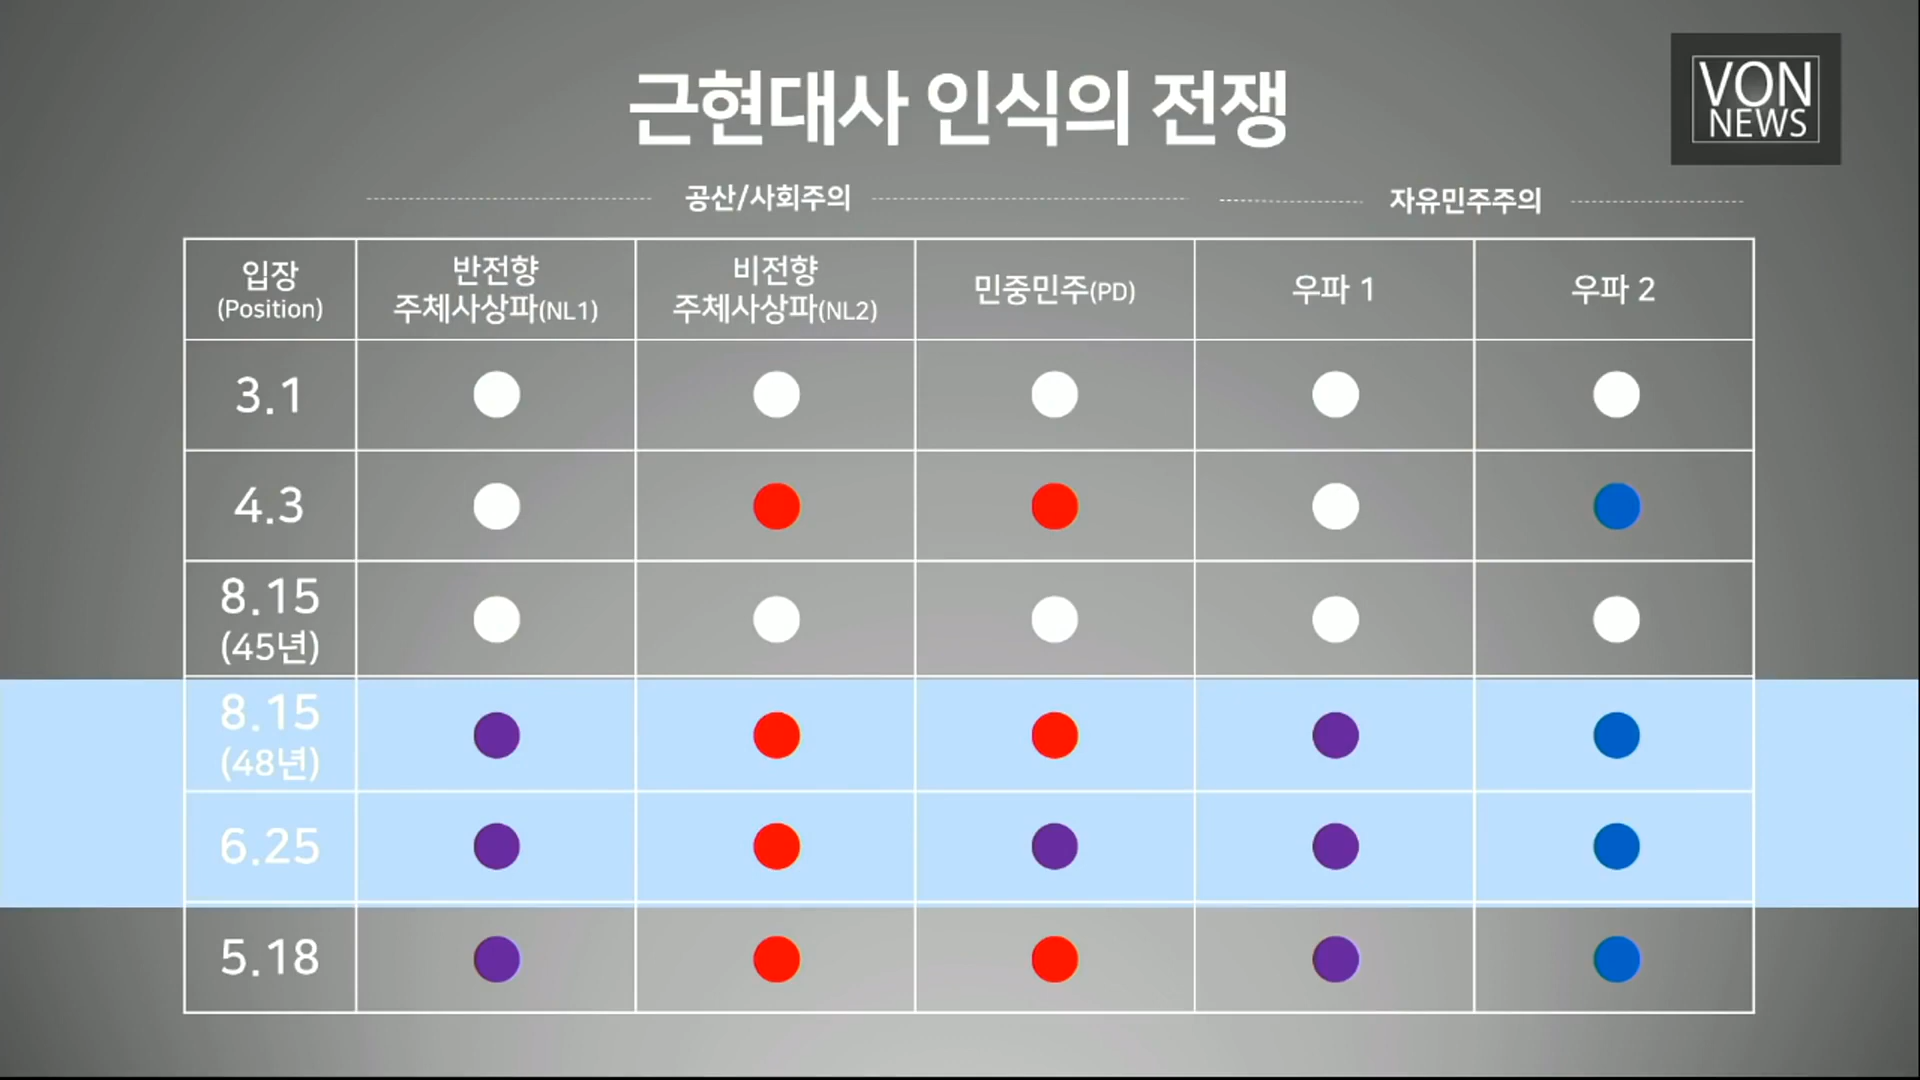 근현대사 인식의 전쟁
VON
NEWS
공산/사회주의
자유민주주의
입장
(Position)
반전향
주체사상파(NL1)
비전향
주체사상파(NL2)
민중민주(PD)
우파 1
우파 2
3.1
4.3
8.15
(45년)
8.15
(48년)
6.25
5.18